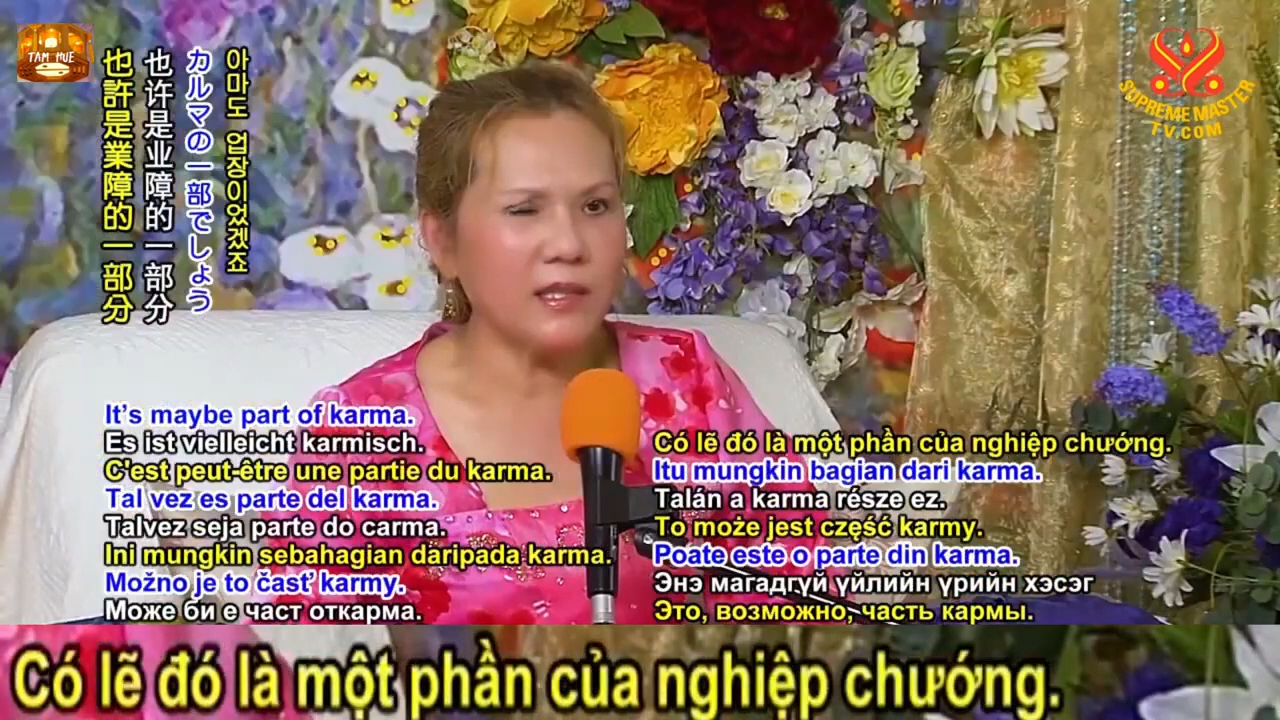 TAM HUE
SUPREME MASTER
TV.COM
아마도 업장이었겠죠
カルマの一部でしょう
也许是业障的一部分
也許是業障的一部分
It's maybe part of karma.
Es ist vielleicht karmisch.
C'est peut-être une partie du karma.
Tal vez es parte del karma.
Talvez seja parte do carma.
Ini mungkin sebahagian daripada karma.
Možno je to časť karmy.
Може би е част откарма.
Có lẽ đó là một phần của nghiệp chướng.
Itu mungkin bagian dari karma.
Talán a karma része ez.
To może jest część karmy.
Poate este o parte din karma.
Энэ магадгүй үйлийн үрийн хэсэг
Это, возможно, часть кармы.
Có lẽ đó là một phần của nghiệp chướng.